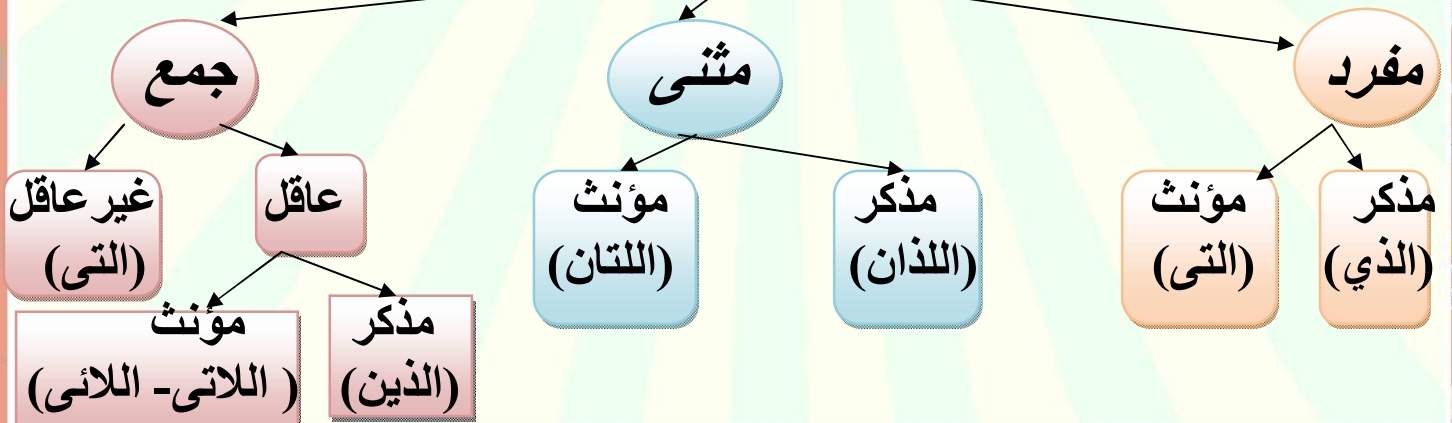 مفرد
مثنى
جمع
مذكر
(الذي)
مؤنث
(التى)
مذكر
(اللذان)
مؤنث
(اللتان)
عاقل
غير عاقل
(التى)
مذكر
(الذين)
مؤنث
( اللاتى- اللائى)